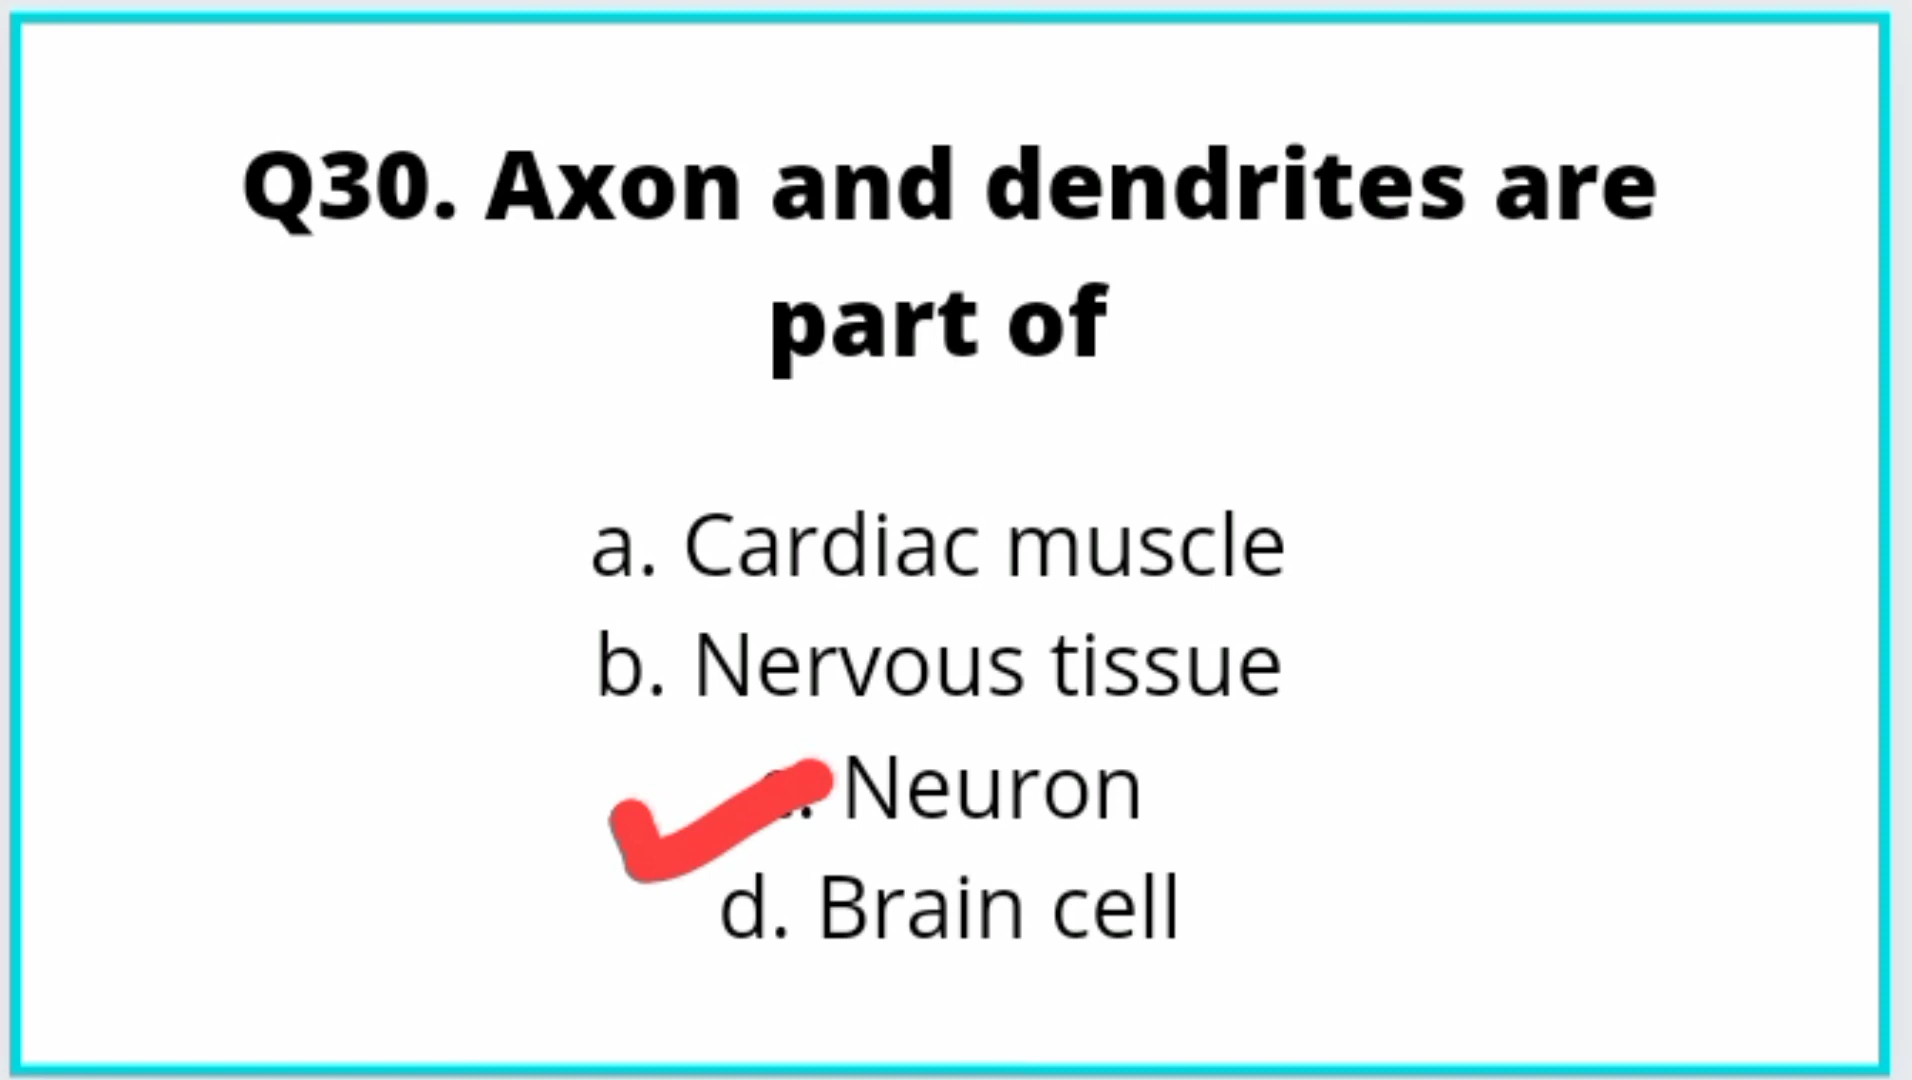 Q30. Axon and dendrites are
part of
a. Cardiac muscle
b. Nervous tissue
c. Neuron
d. Brain cell